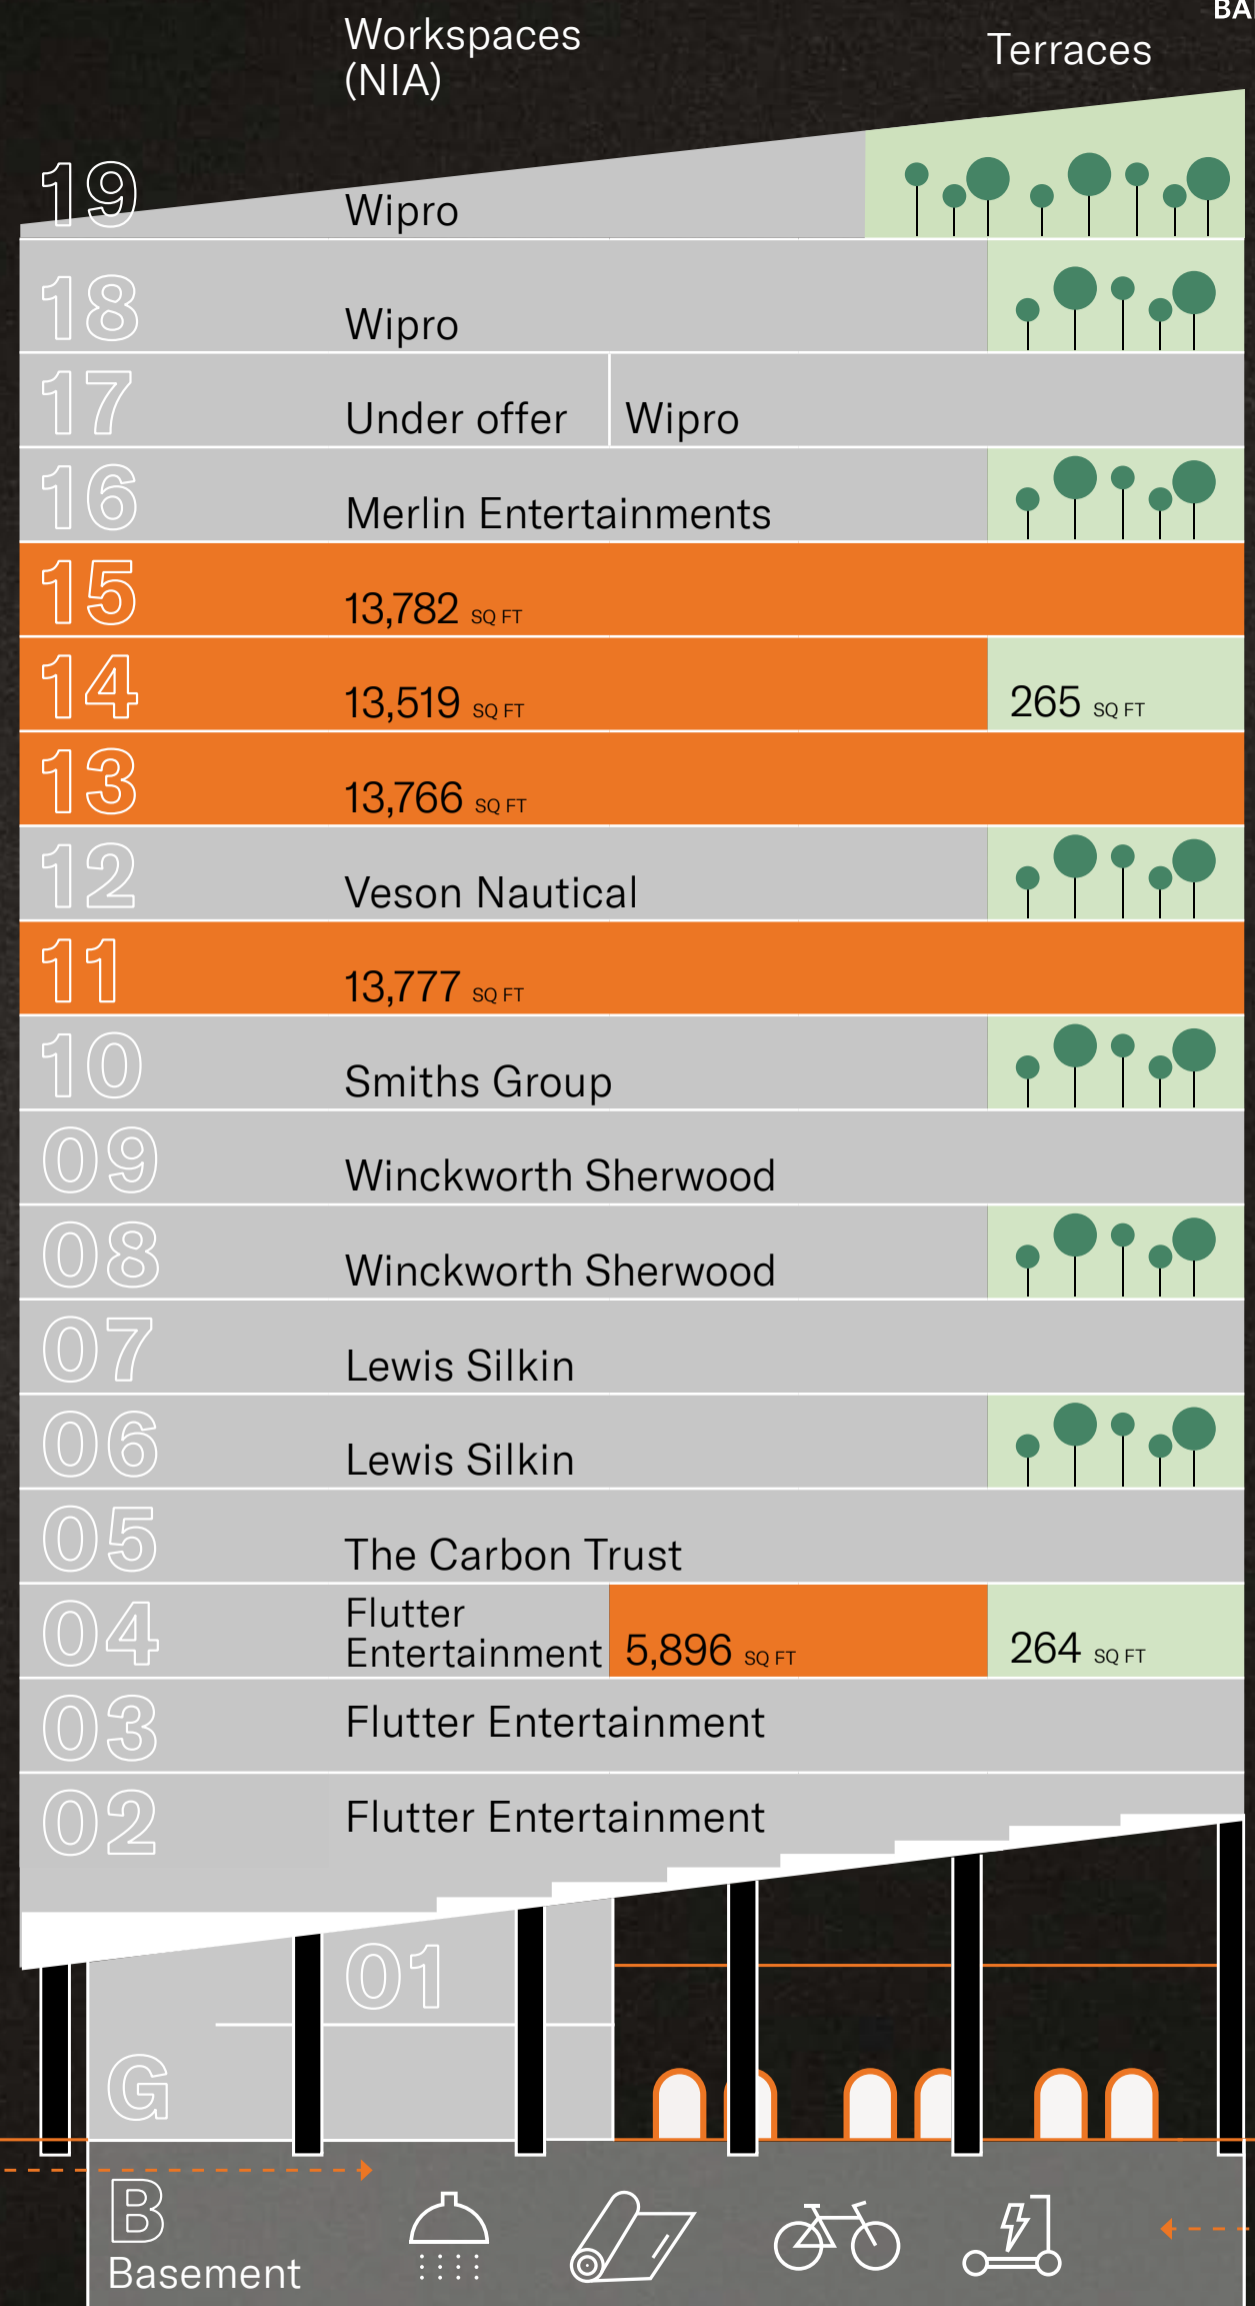 BA
Workspaces
(NIA)
Terraces
19
Wipro
18
Wipro
17
Under offer
Wipro
16
Merlin Entertainments
15
13,782 SQ FT
14
13,519 SQ FT
265 SQ FT
13
13,766 SQ FT
12
Veson Nautical
11
13,777 SQ FT
10
Smiths Group
09
Winckworth Sherwood
08
Winckworth Sherwood
07
Lewis Silkin
06
Lewis Silkin
05
The Carbon Trust
04
Flutter
Entertainment
5,896 SQ FT
264 SQ FT
03
Flutter Entertainment
02
Flutter Entertainment
01
G
B
Basement